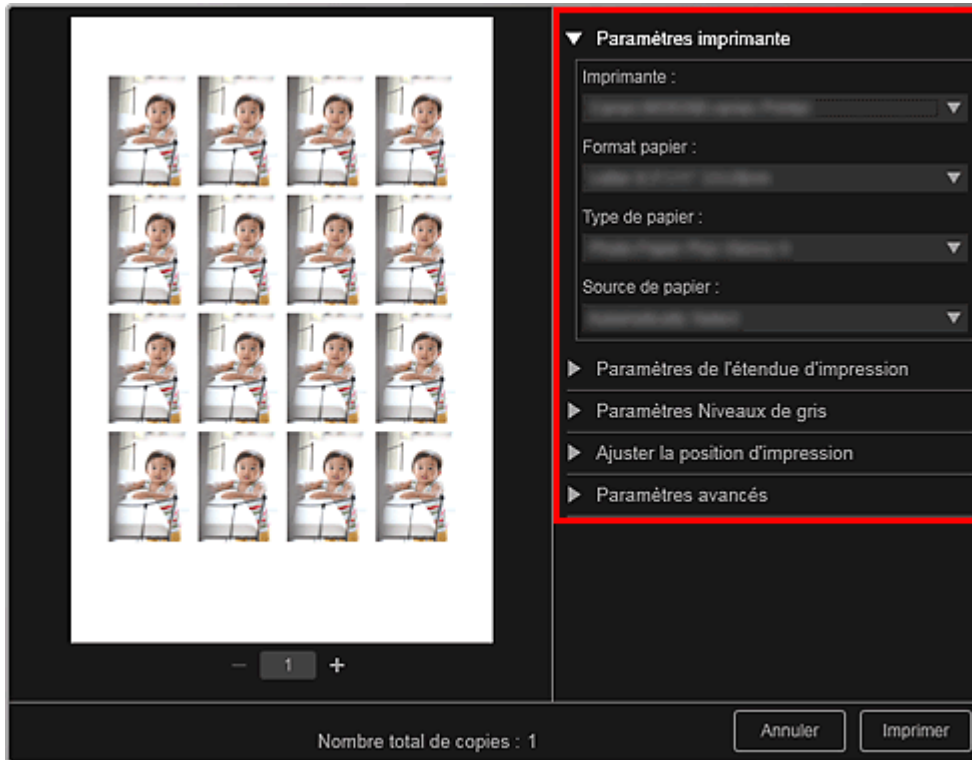 Paramètres imprimante
Imprimante :
Format papier :
Type de papier :
Source de papier :
Paramètres de l'étendue d'impression
Paramètres Niveaux de gris
Ajuster la position d'impression
Paramètres avancés
1
Nombre total de copies : 1
Annuler
Imprimer